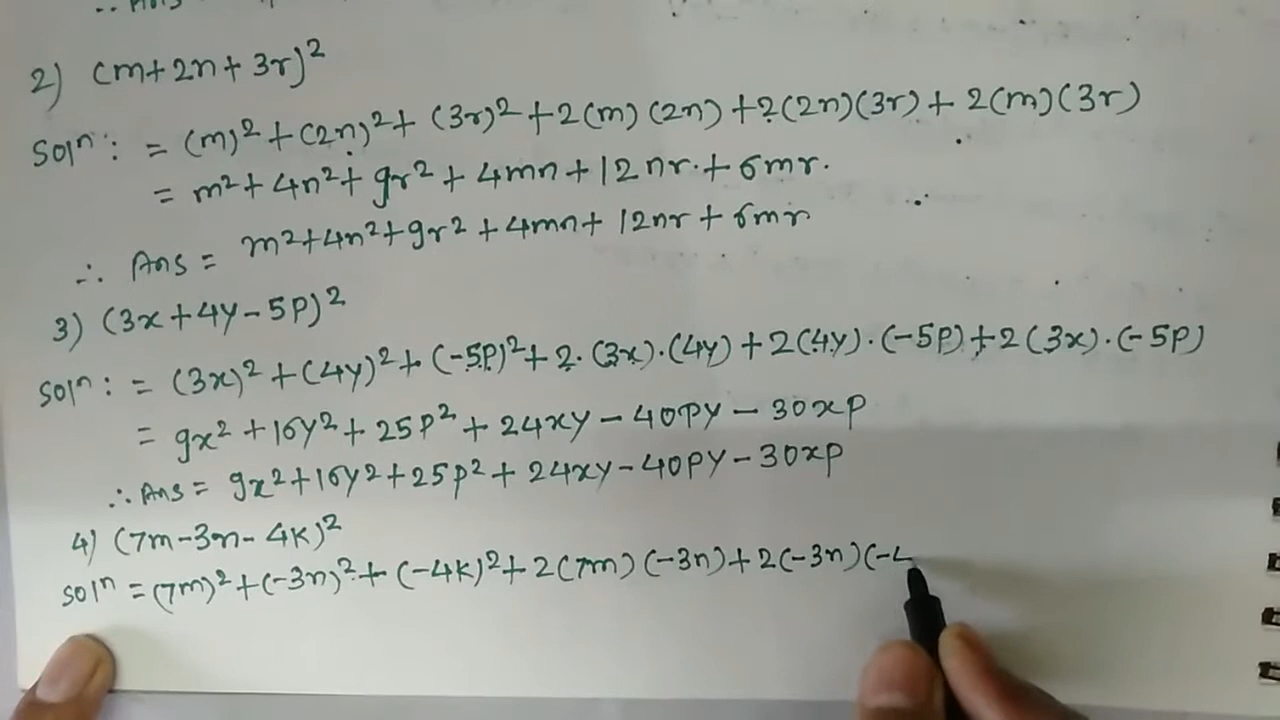 ∴ Ans
2) (m+2n+3r)²
Solⁿ: = (m)²+(2n)²+(3r)²+2(m)(2n)+2(2n)(3r)+2(m)(3r)
= m²+4n²+9r²+4mn+12nr+6mr.
∴ Ans = m²+4n²+9r²+4mn+12nr+6mr
3) (3x+4y-5p)²
Solⁿ: = (3x)²+(4y)²+(-5p)²+2·(3x)·(4y)+2(4y)·(-5p)+2(3x)·(-5p)
= 9x²+16y²+25p²+24xy-40py-30xp
∴ Ans = 9x²+16y²+25p²+24xy-40py-30xp
4) (7m-3n-4k)²
Solⁿ = (7m)²+(-3n)²+(-4k)²+2(7m)(-3n)+2(-3n)(-4